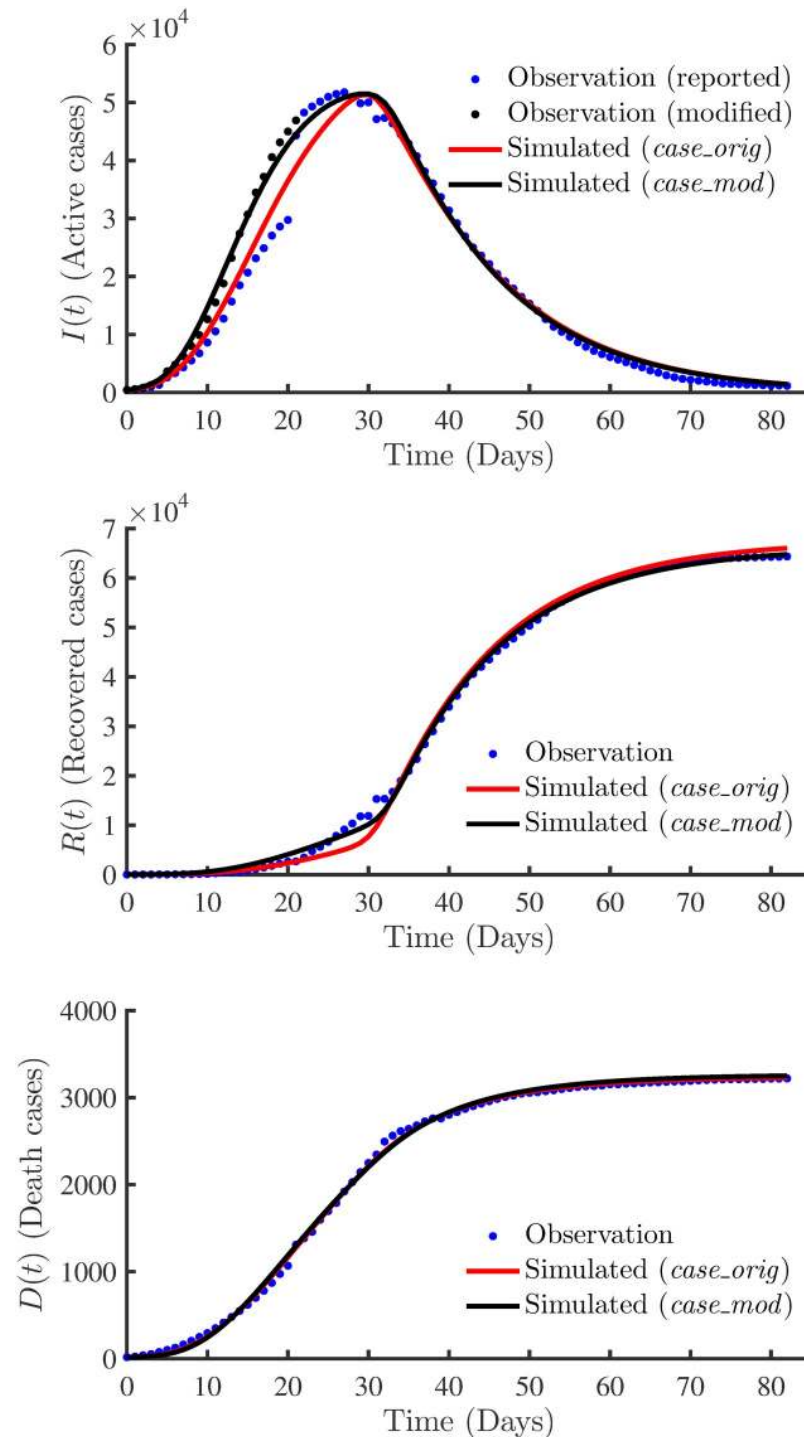 ×10⁴
6
5
4
3
2
1
0
I(t) (Active cases)
Observation (reported)
Observation (modified)
Simulated (case_orig)
Simulated (case_mod)
0 10 20 30 40 50 60 70 80
Time (Days)
×10⁴
7
6
5
4
3
2
1
0
R(t) (Recovered cases)
Observation
Simulated (case_orig)
Simulated (case_mod)
0 10 20 30 40 50 60 70 80
Time (Days)
4000
3000
2000
1000
0
D(t) (Death cases)
Observation
Simulated (case_orig)
Simulated (case_mod)
0 10 20 30 40 50 60 70 80
Time (Days)